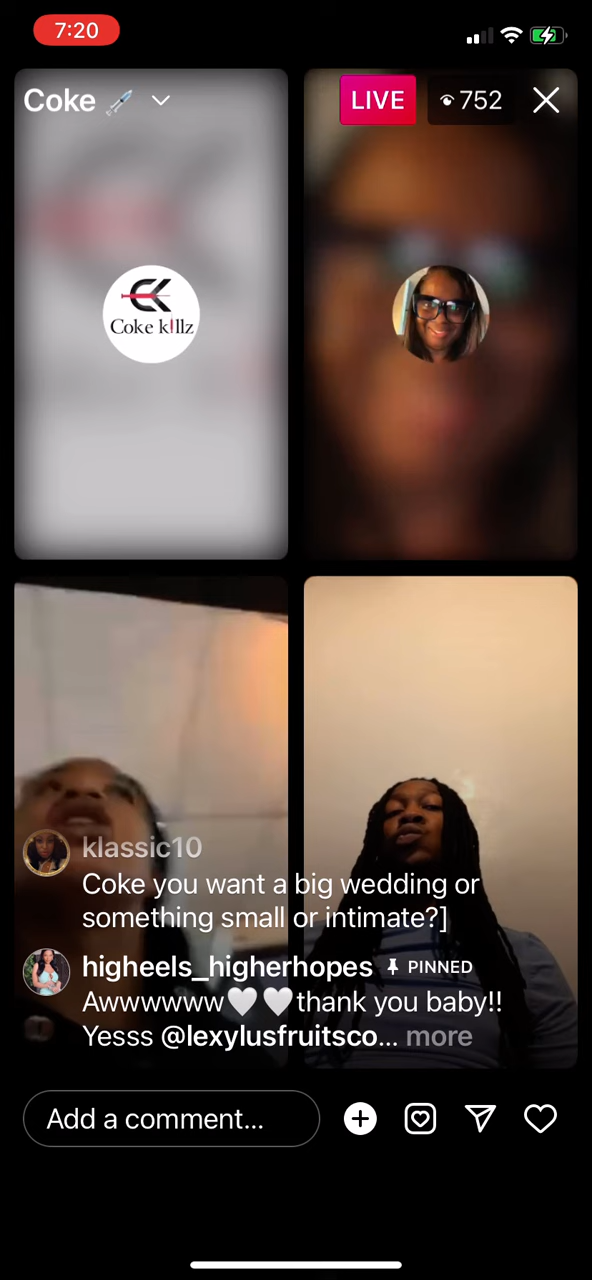 7:20
Coke
LIVE
752
Coke kıllz
klassic10
Coke you want a big wedding or
something small or intimate?]
higheels_higherhopes PINNED
Awwwwww🤍🤍thank you baby!!
Yesss @lexylusfruitsco... more
Add a comment...